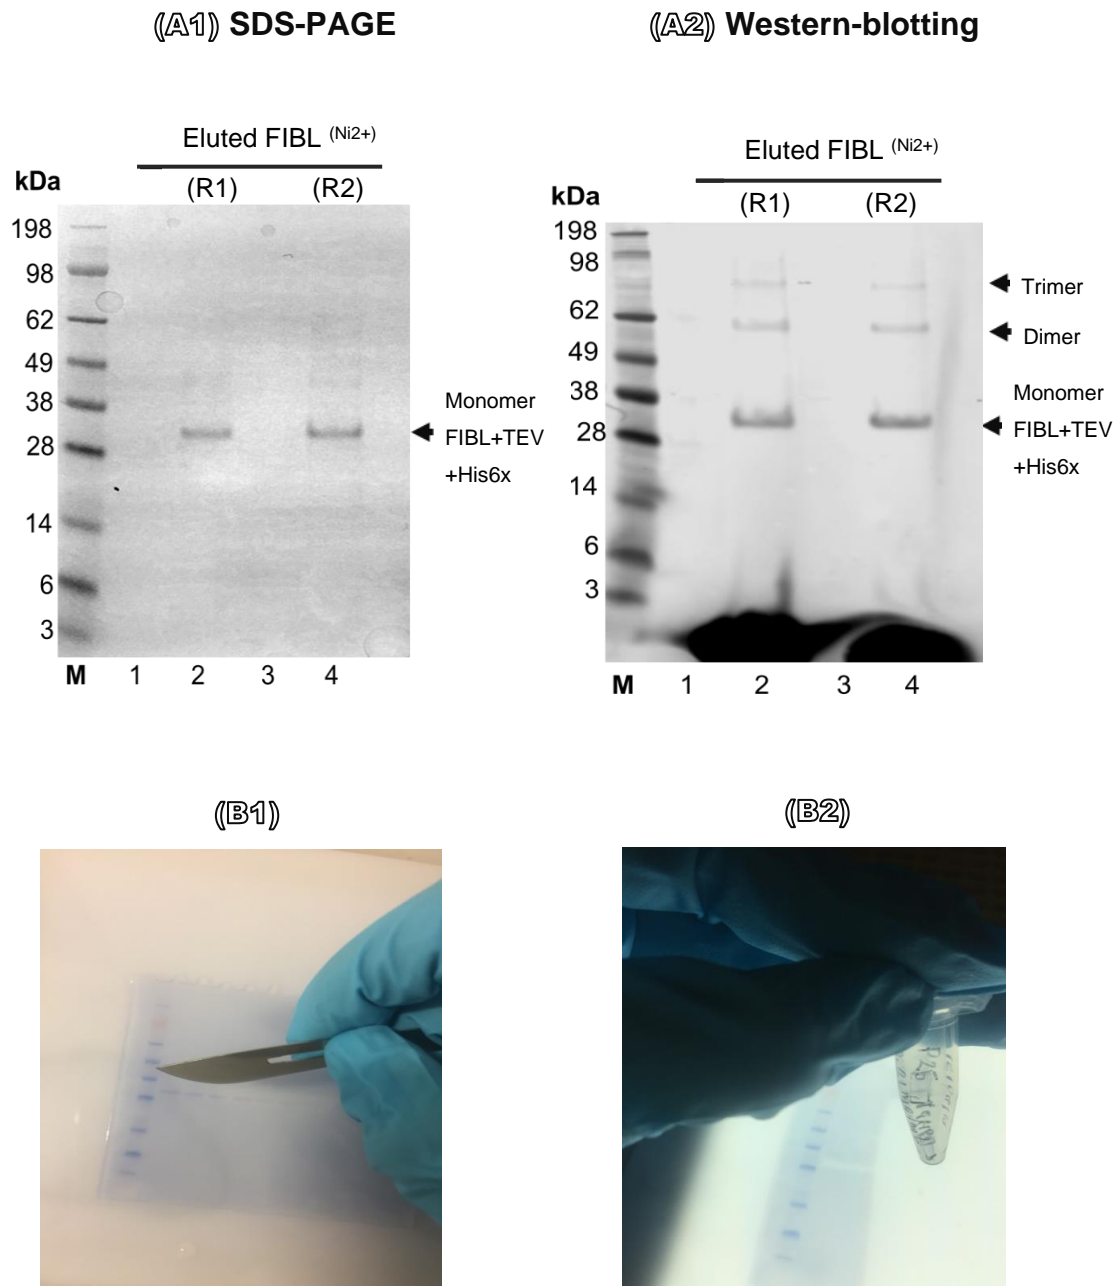 (A1) SDS-PAGE
(A2) Western-blotting
Eluted FIBL (Ni2+)
kDa
(R1)
(R2)
198
98
62
49
38
28
14
6
3
Monomer
FIBL+TEV
+His6x
M
1
2
3
4
Eluted FIBL (Ni2+)
kDa
(R1)
(R2)
198
98
62
49
38
28
14
6
3
Trimer
Dimer
Monomer
FIBL+TEV
+His6x
M
1
2
3
4
(B1)
(B2)